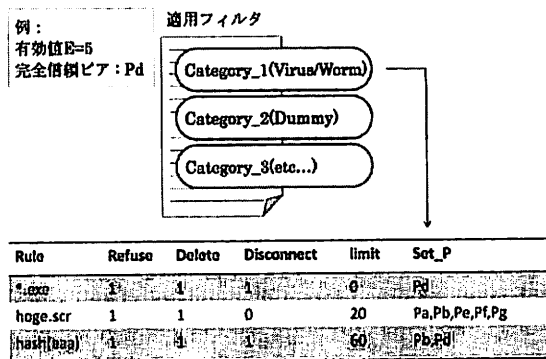 例：
有効値E=5
完全信頼ピア：Pd
適用フィルタ
Category_1(Virus/Worm)
Category_2(Dummy)
Category_3(etc...)
Rule Refuse Delete Disconnect limit Set_P
*.exe 1 1 1 0 Pd
hoge.scr 1 1 0 20 Pa,Pb,Pe,Pf,Pg
hash(aaa) 1 1 1 60 Pb,Pd